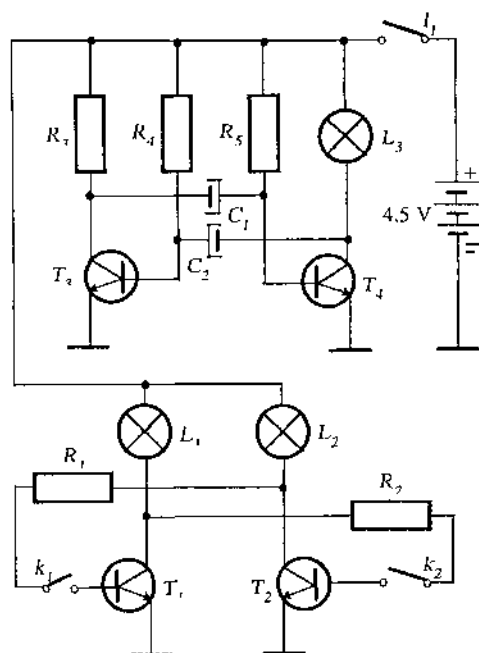 I₁
R₃ R₄ R₅ L₃
+
4.5 V
C₁
C₂
T₃ T₄
L₁ L₂
R₁ R₂
k₁ k₂
T₁ T₂